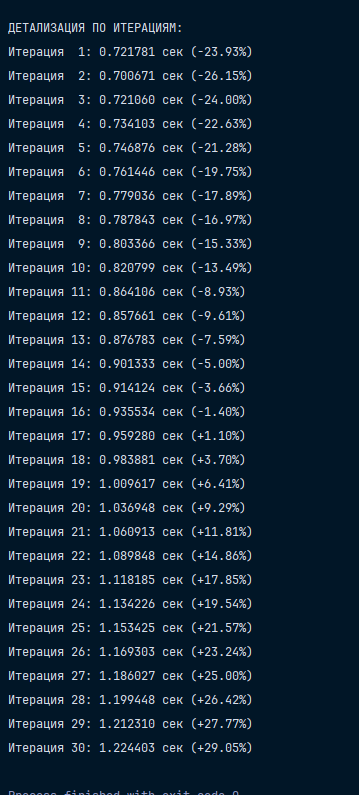 ДЕТАЛИЗАЦИЯ ПО ИТЕРАЦИЯМ:
Итерация  1: 0.721781 сек (-23.93%)
Итерация  2: 0.700671 сек (-26.15%)
Итерация  3: 0.721060 сек (-24.00%)
Итерация  4: 0.734103 сек (-22.63%)
Итерация  5: 0.746876 сек (-21.28%)
Итерация  6: 0.761446 сек (-19.75%)
Итерация  7: 0.779036 сек (-17.89%)
Итерация  8: 0.787843 сек (-16.97%)
Итерация  9: 0.803366 сек (-15.33%)
Итерация 10: 0.820799 сек (-13.49%)
Итерация 11: 0.864106 сек (-8.93%)
Итерация 12: 0.857661 сек (-9.61%)
Итерация 13: 0.876783 сек (-7.59%)
Итерация 14: 0.901333 сек (-5.00%)
Итерация 15: 0.914124 сек (-3.66%)
Итерация 16: 0.935534 сек (-1.40%)
Итерация 17: 0.959280 сек (+1.10%)
Итерация 18: 0.983881 сек (+3.70%)
Итерация 19: 1.009617 сек (+6.41%)
Итерация 20: 1.036948 сек (+9.29%)
Итерация 21: 1.060913 сек (+11.81%)
Итерация 22: 1.089848 сек (+14.86%)
Итерация 23: 1.118185 сек (+17.85%)
Итерация 24: 1.134226 сек (+19.54%)
Итерация 25: 1.153425 сек (+21.57%)
Итерация 26: 1.169303 сек (+23.24%)
Итерация 27: 1.186027 сек (+25.00%)
Итерация 28: 1.199448 сек (+26.42%)
Итерация 29: 1.212310 сек (+27.77%)
Итерация 30: 1.224403 сек (+29.05%)
Process finished with exit code 0